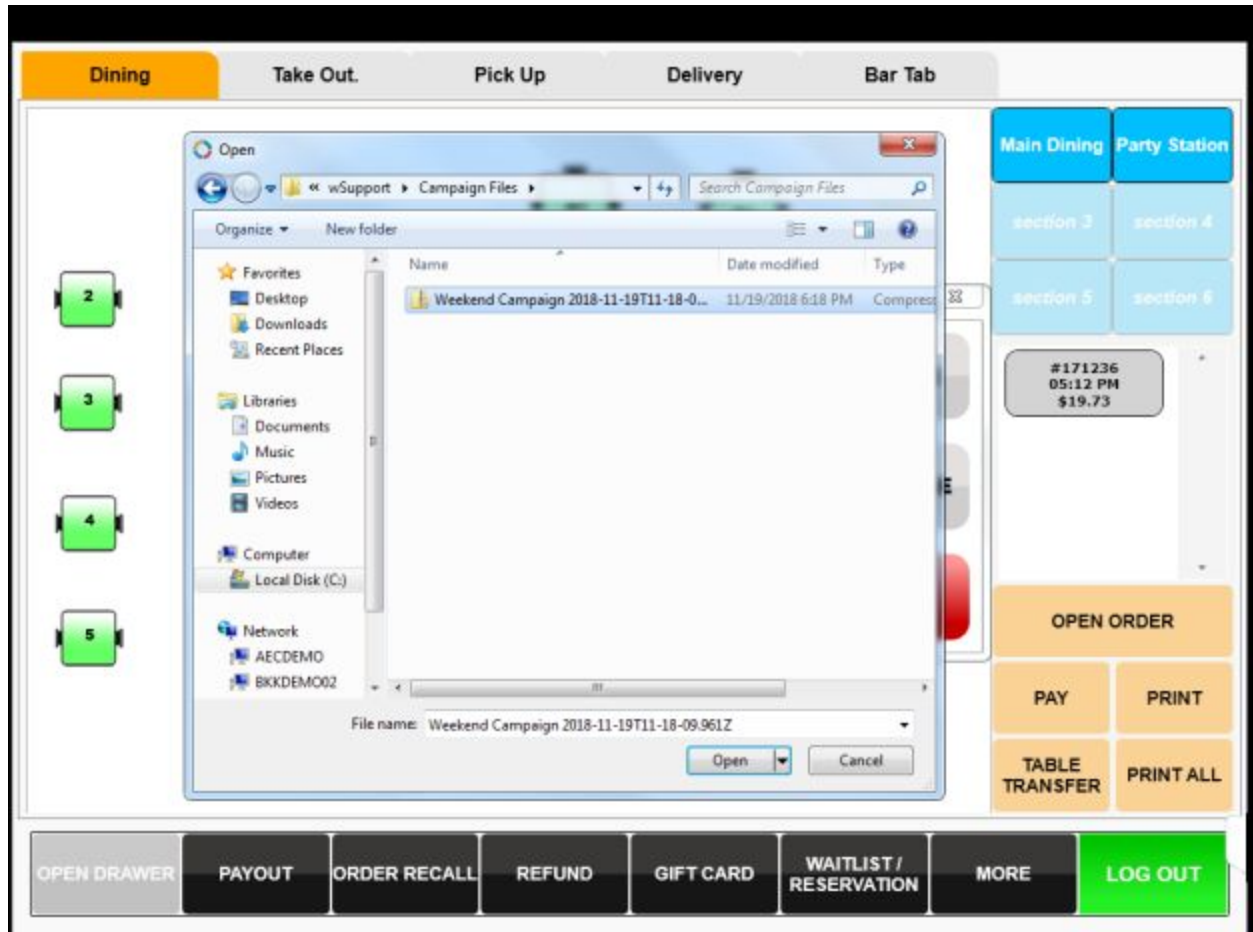 Dining
Take Out.
Pick Up
Delivery
Bar Tab
Open
« wSupport ▸ Campaign Files ▸
Search Campaign Files
Organize
New folder
Name
Date modified
Type
Favorites
Desktop
Downloads
Recent Places
Libraries
Documents
Music
Pictures
Videos
Computer
Local Disk (C:)
Network
AECDEMO
BKKDEMO02
Weekend Campaign 2018-11-19T11-18-0...
11/19/2018 6:18 PM
Compress
File name:
Weekend Campaign 2018-11-19T11-18-09.961Z
Open
Cancel
2
3
4
5
E
Main Dining
Party Station
section 3
section 4
section 5
section 6
#171236
05:12 PM
$19.73
OPEN ORDER
PAY
PRINT
TABLE
TRANSFER
PRINT ALL
OPEN DRAWER
PAYOUT
ORDER RECALL
REFUND
GIFT CARD
WAITLIST /
RESERVATION
MORE
LOG OUT